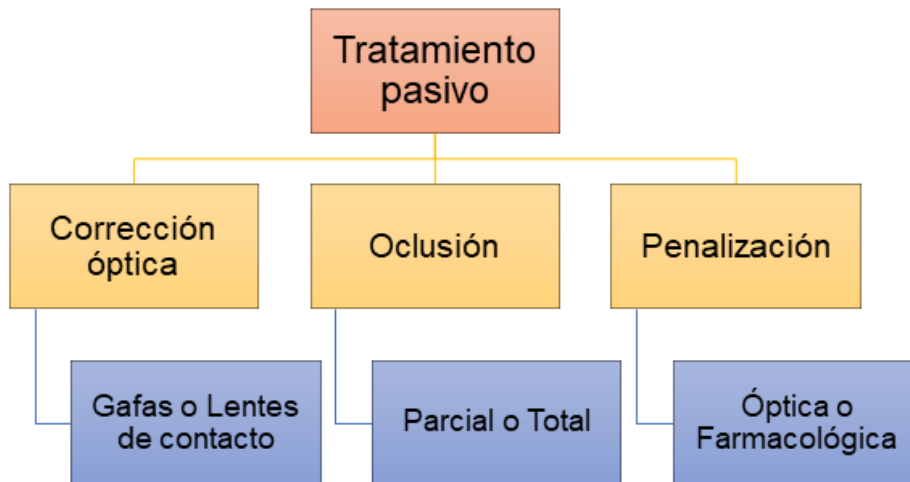 Tratamiento
pasivo
Corrección
óptica
Oclusión
Penalización
Gafas o Lentes
de contacto
Parcial o Total
Óptica o
Farmacológica